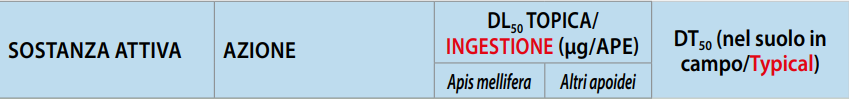 SOSTANZA ATTIVA
AZIONE
DL50 TOPICA/
INGESTIONE (µg/APE)
Apis mellifera
Altri apoidei
DT50 (nel suolo in
campo/Typical)